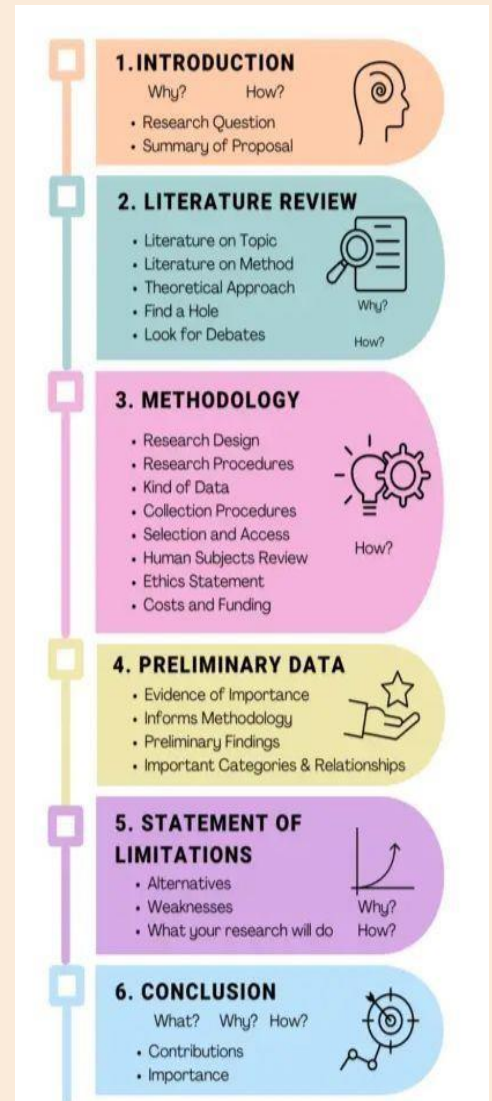 1.INTRODUCTION
Why? How?
• Research Question
• Summary of Proposal
2. LITERATURE REVIEW
• Literature on Topic
• Literature on Method
• Theoretical Approach
• Find a Hole
• Look for Debates
Why?
How?
3. METHODOLOGY
• Research Design
• Research Procedures
• Kind of Data
• Collection Procedures
• Selection and Access
• Human Subjects Review
• Ethics Statement
• Costs and Funding
How?
4. PRELIMINARY DATA
• Evidence of Importance
• Informs Methodology
• Preliminary Findings
• Important Categories & Relationships
5. STATEMENT OF
LIMITATIONS
• Alternatives
• Weaknesses
• What your research will do
Why?
How?
6. CONCLUSION
What? Why? How?
• Contributions
• Importance